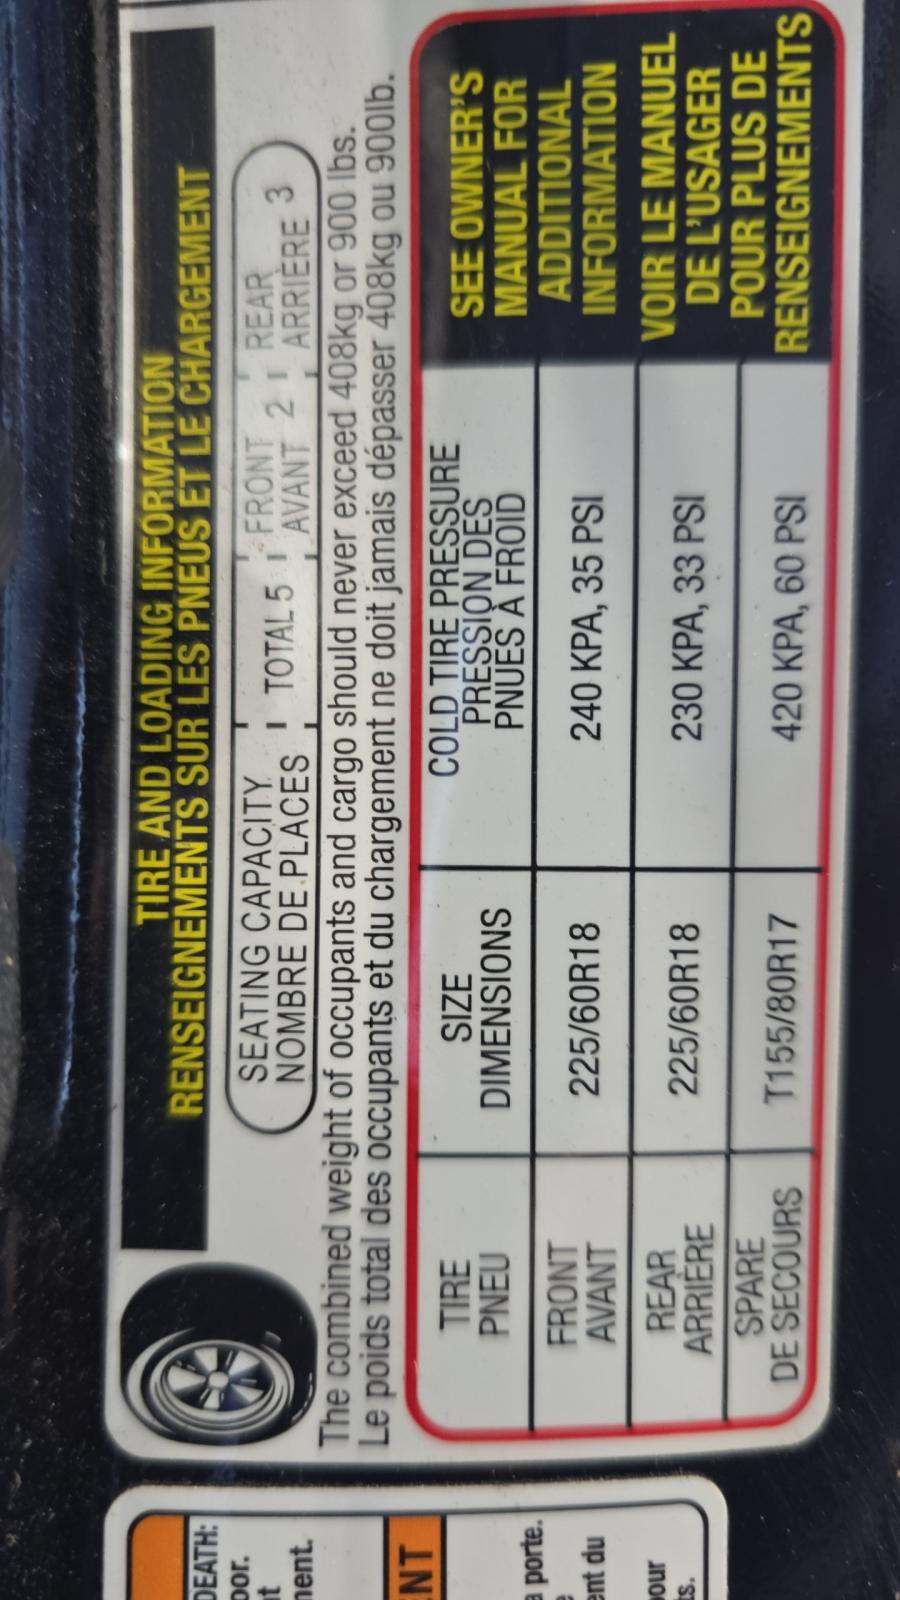 TIRE AND LOADING INFORMATION
RENSEIGNEMENTS SUR LES PNEUS ET LE CHARGEMENT
SEATING CAPACITY TOTAL 5 FRONT 2 REAR 3
NOMBRE DE PLACES AVANT ARRIÈRE
The combined weight of occupants and cargo should never exceed 408kg or 900 lbs.
Le poids total des occupants et du chargement ne doit jamais dépasser 408kg ou 900lb.
TIRE SIZE COLD TIRE PRESSURE
PNEU DIMENSIONS PRESSION DES
PNUES À FROID
FRONT 225/60R18 240 KPA, 35 PSI
AVANT
REAR 225/60R18 230 KPA, 33 PSI
ARRIÈRE
SPARE T155/80R17 420 KPA, 60 PSI
DE SECOURS
SEE OWNER'S
MANUAL FOR
ADDITIONAL
INFORMATION
VOIR LE MANUEL
DE L'USAGER
POUR PLUS DE
RENSEIGNEMENTS
DEATH:
nent.
NT
a porte.
ent du